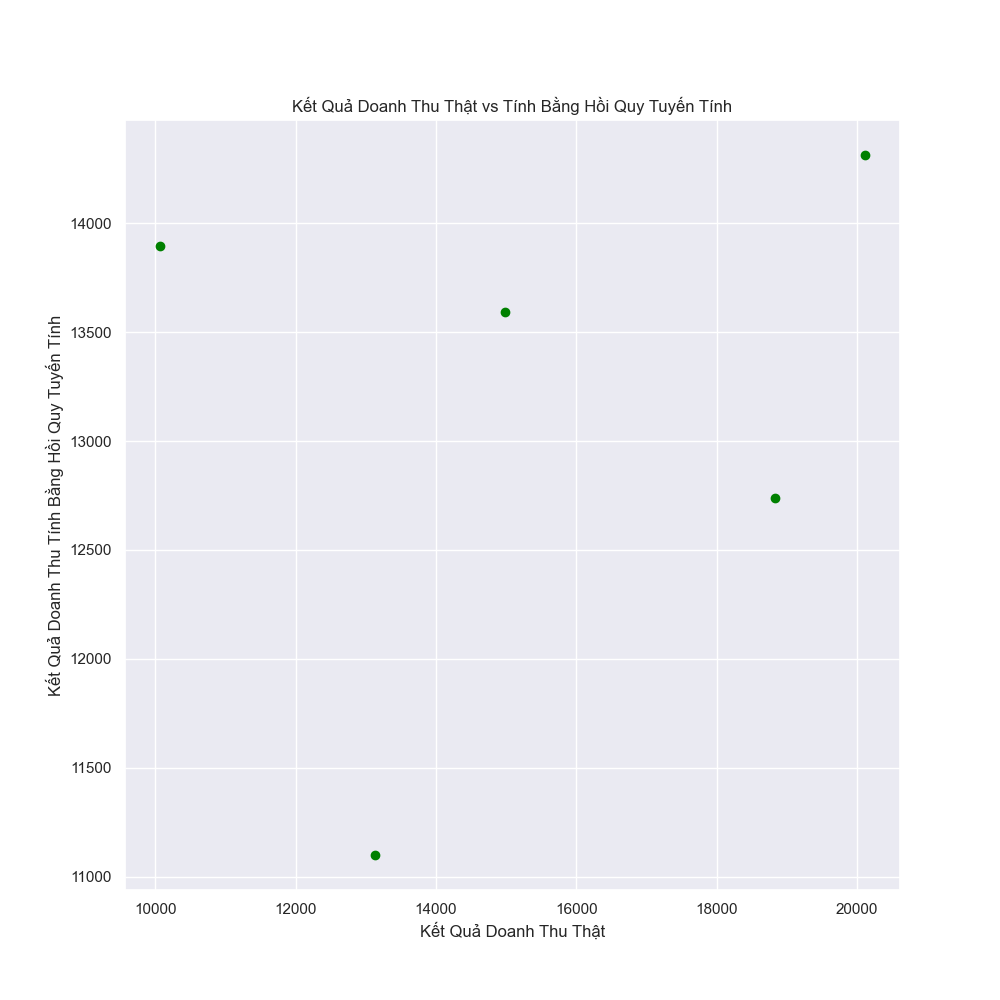 Kết Quả Doanh Thu Thật vs Tính Bằng Hồi Quy Tuyến Tính
Kết Quả Doanh Thu Tính Bằng Hồi Quy Tuyến Tính
14000
13500
13000
12500
12000
11500
11000
10000 12000 14000 16000 18000 20000
Kết Quả Doanh Thu Thật